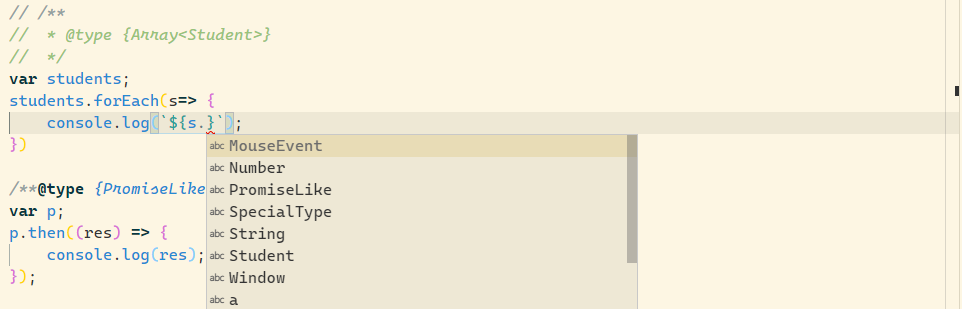 // /**
//  * @type {Array<Student>}
//  */
var students;
students.forEach(s=> {
    console.log(`${s.}`);
})
abc MouseEvent
abc Number
/**@type {PromiseLike
abc PromiseLike
var p;
abc SpecialType
p.then((res) => {
abc String
    console.log(res);
abc Student
});
abc Window
abc a